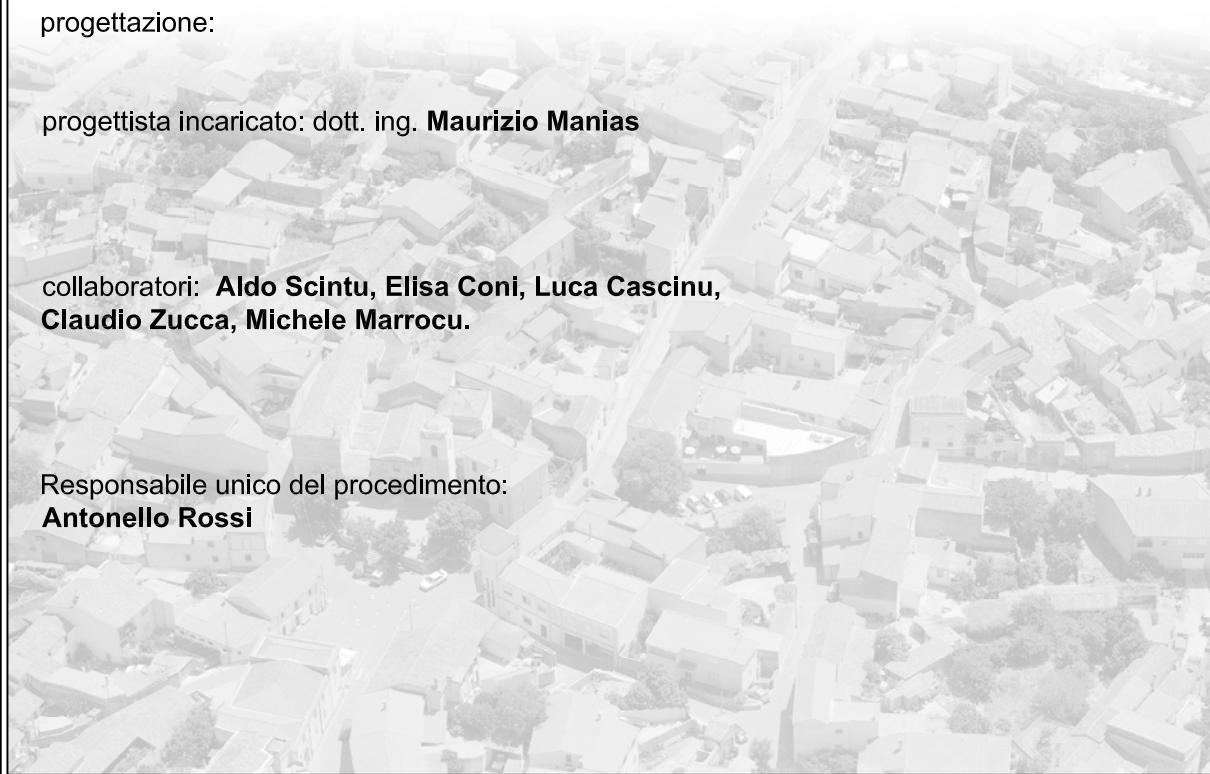 progettazione:
progettista incaricato: dott. ing. Maurizio Manias
collaboratori: Aldo Scintu, Elisa Coni, Luca Cascinu,
Claudio Zucca, Michele Marrocu.
Responsabile unico del procedimento:
Antonello Rossi